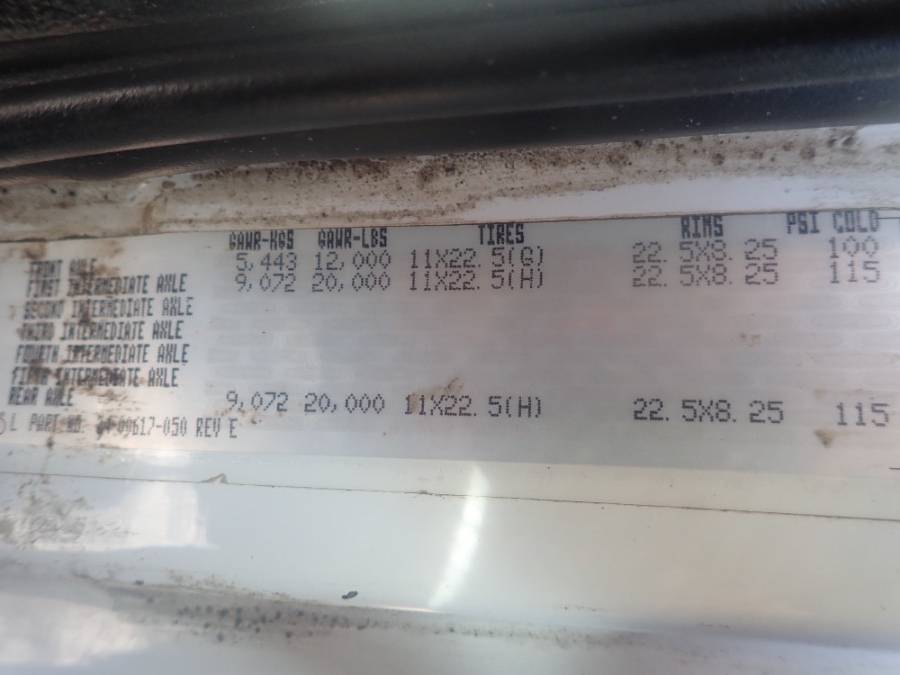 GAWR-KGS GAWR-LBS TIRES RIMS PSI COLD
FRONT AXLE 5,443 12,000 11X22.5(G) 22.5X8.25 100
FIRST INTERMEDIATE AXLE 9,072 20,000 11X22.5(H) 22.5X8.25 115
SECOND INTERMEDIATE AXLE
THIRD INTERMEDIATE AXLE
FOURTH INTERMEDIATE AXLE
FIFTH INTERMEDIATE AXLE
REAR AXLE 9,072 20,000 11X22.5(H) 22.5X8.25 115
L PART NO. 24-00617-050 REV E